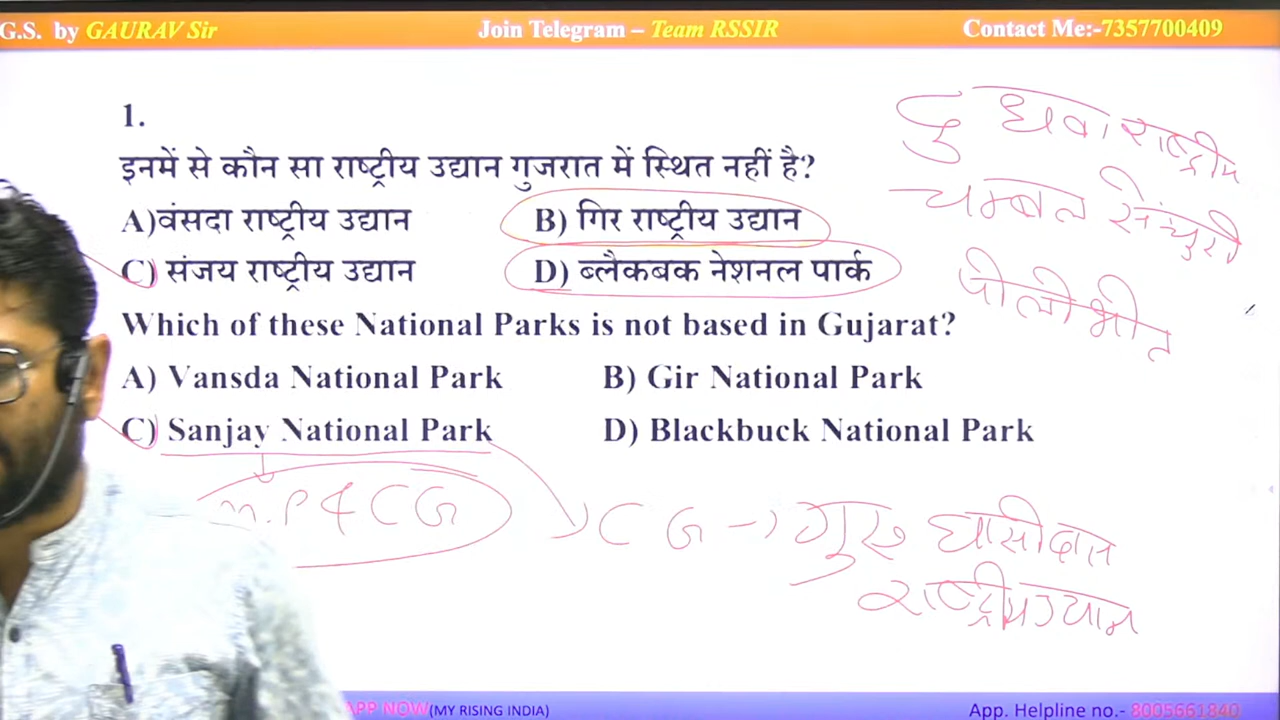 G.S. by GAURAV Sir
Join Telegram – Team RSSIR
Contact Me:-7357700409
1.
इनमें से कौन सा राष्ट्रीय उद्यान गुजरात में स्थित नहीं है?
A)वंसदा राष्ट्रीय उद्यान B) गिर राष्ट्रीय उद्यान
C) संजय राष्ट्रीय उद्यान D) ब्लैकबक नेशनल पार्क
Which of these National Parks is not based in Gujarat?
A) Vansda National Park B) Gir National Park
C) Sanjay National Park D) Blackbuck National Park
दुधवा राष्ट्रीय
चम्बल सेंचुरी
पीलीभीत
M.P & CG
CG → गुरु घासीदास
राष्ट्रीय उद्यान
APP NOW(MY RISING INDIA)
App. Helpline no.- 8005661840